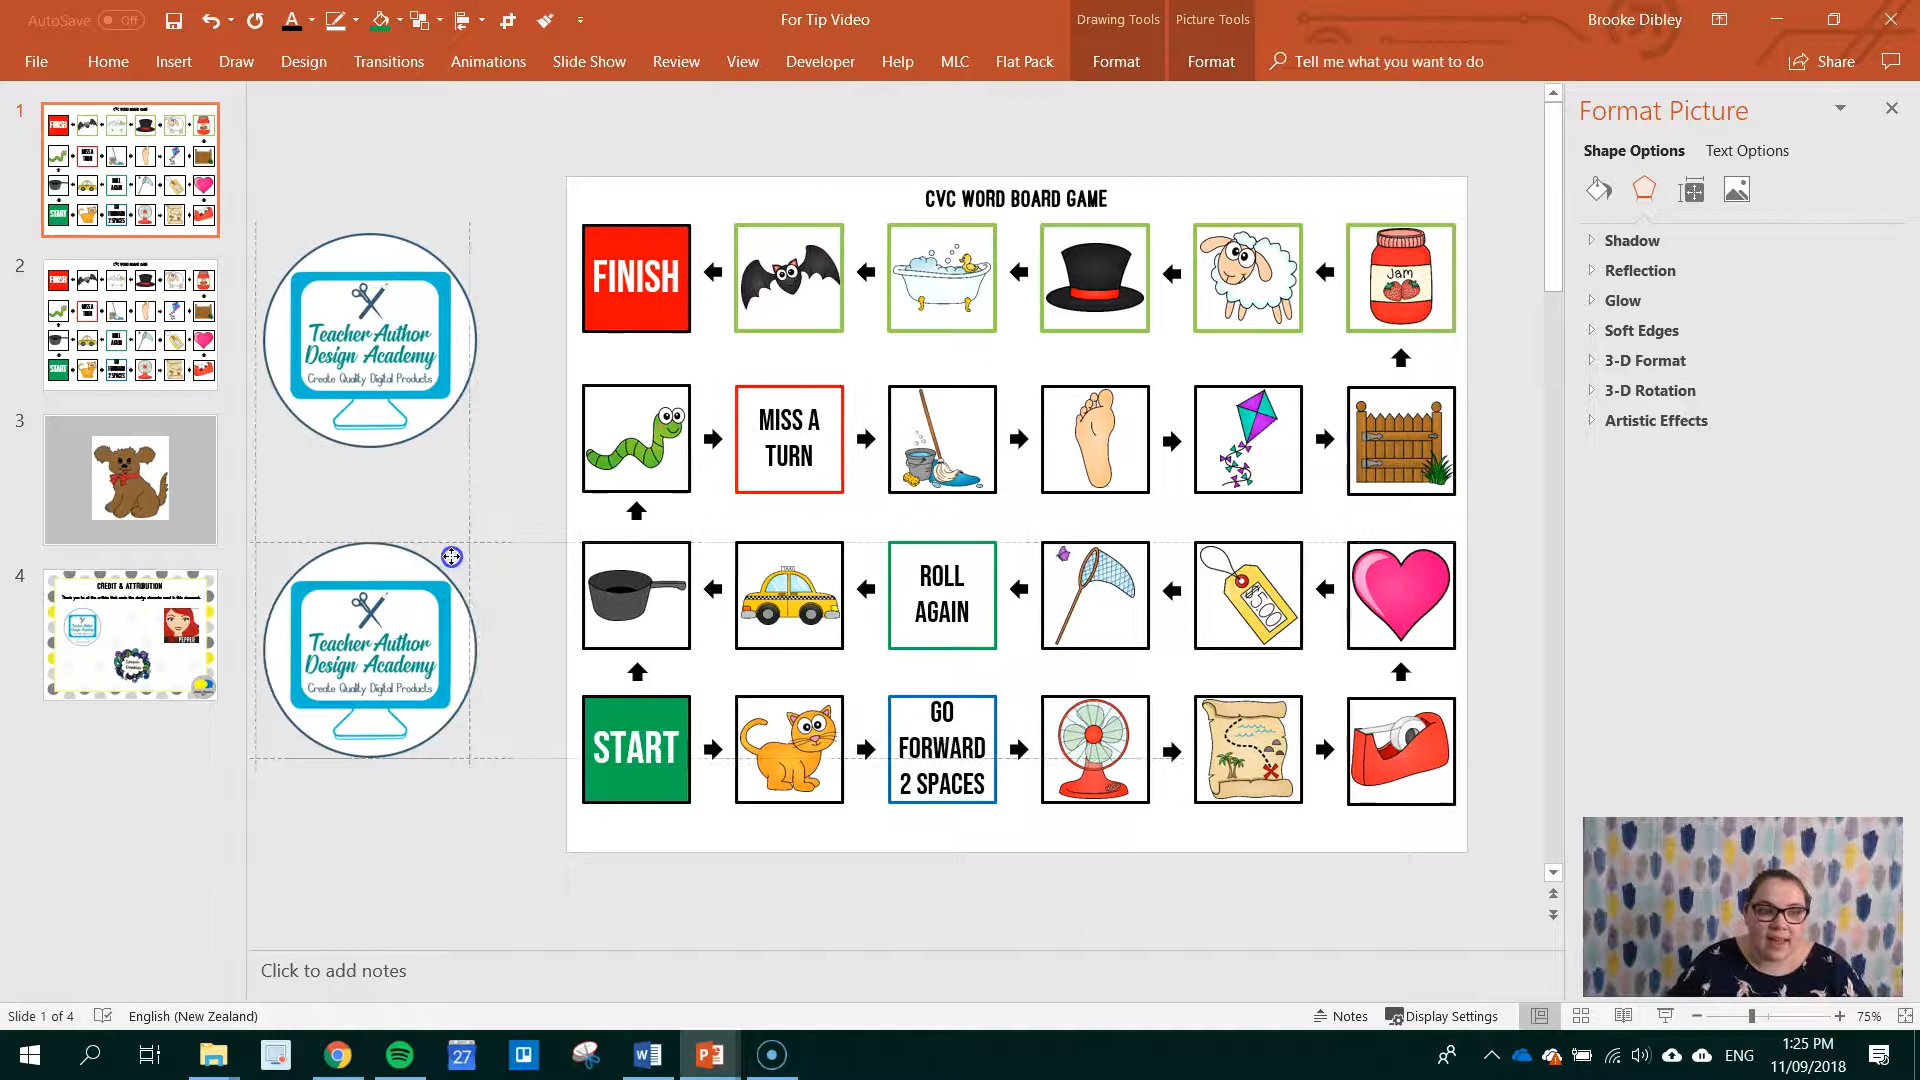 AutoSave Off
For Tip Video
Drawing Tools
Picture Tools
Brooke Dibley
File
Home
Insert
Draw
Design
Transitions
Animations
Slide Show
Review
View
Developer
Help
MLC
Flat Pack
Format
Format
Tell me what you want to do
Share
1
2
3
4
CREDIT & ATTRIBUTION
Teacher Author
Design Academy
Create Quality Digital Products
Teacher Author
Design Academy
Create Quality Digital Products
CVC WORD BOARD GAME
FINISH
Jam
MISS A
TURN
TAXI
ROLL
AGAIN
$5.00
START
GO
FORWARD
2 SPACES
Format Picture
Shape Options
Text Options
Shadow
Reflection
Glow
Soft Edges
3-D Format
3-D Rotation
Artistic Effects
Click to add notes
Slide 1 of 4
English (New Zealand)
Notes
Display Settings
75%
27
ENG
1:25 PM
11/09/2018